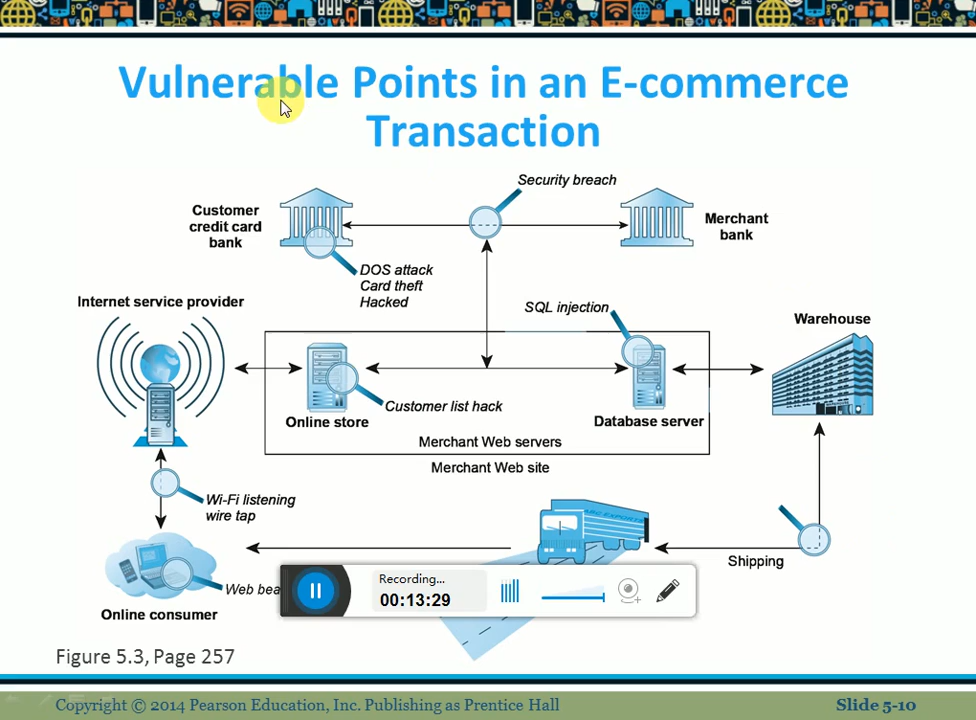 Vulnerable Points in an E-commerce
Transaction
Security breach
Customer
credit card
bank
Merchant
bank
DOS attack
Card theft
Hacked
Internet service provider
SQL injection
Warehouse
Customer list hack
Online store
Database server
Merchant Web servers
Merchant Web site
Wi-Fi listening
wire tap
Shipping
Web
Online consumer
Recording...
00:13:29
Figure 5.3, Page 257
Copyright © 2014 Pearson Education, Inc. Publishing as Prentice Hall
Slide 5-10